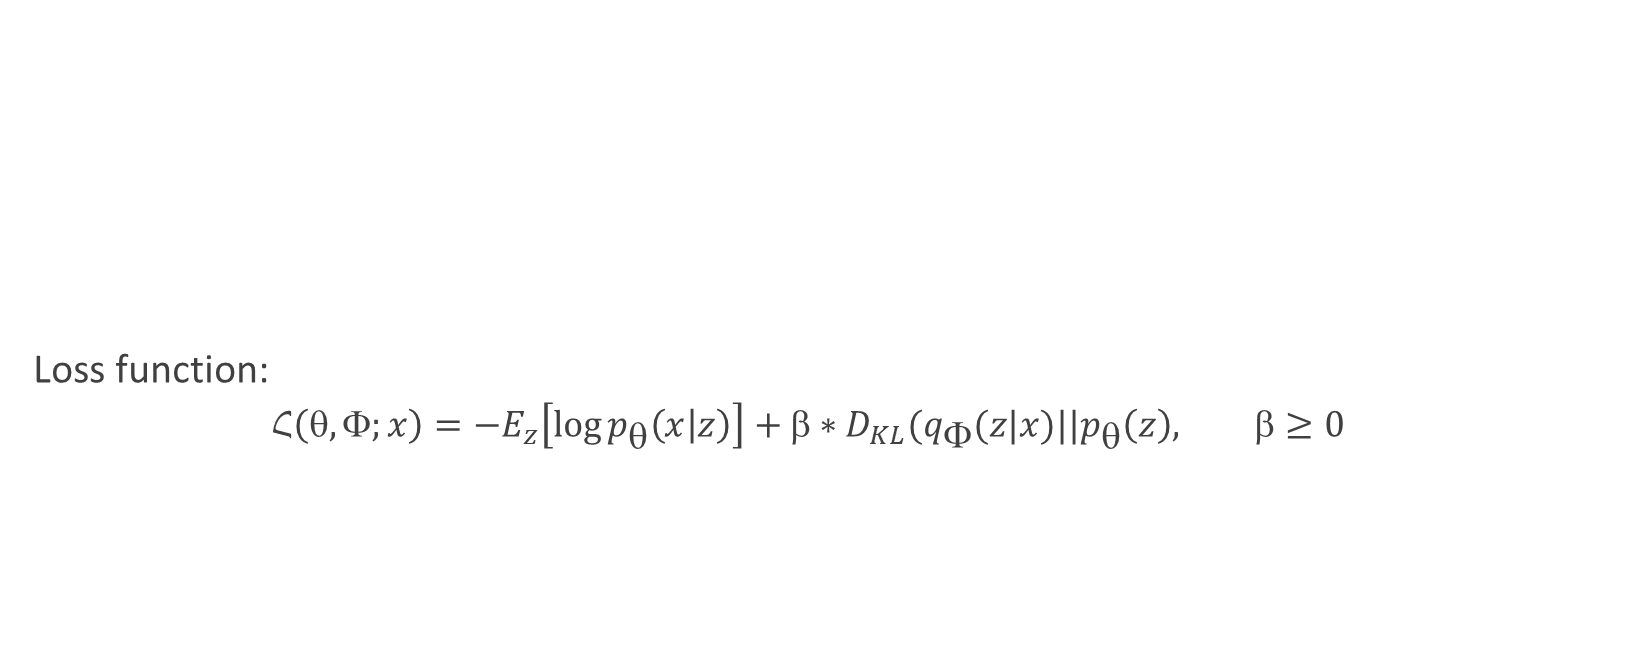 Loss function:
ℒ(θ, Φ; x) = −E_z[log p_θ(x|z)] + β ∗ D_KL(q_Φ(z|x)||p_θ(z), β ≥ 0